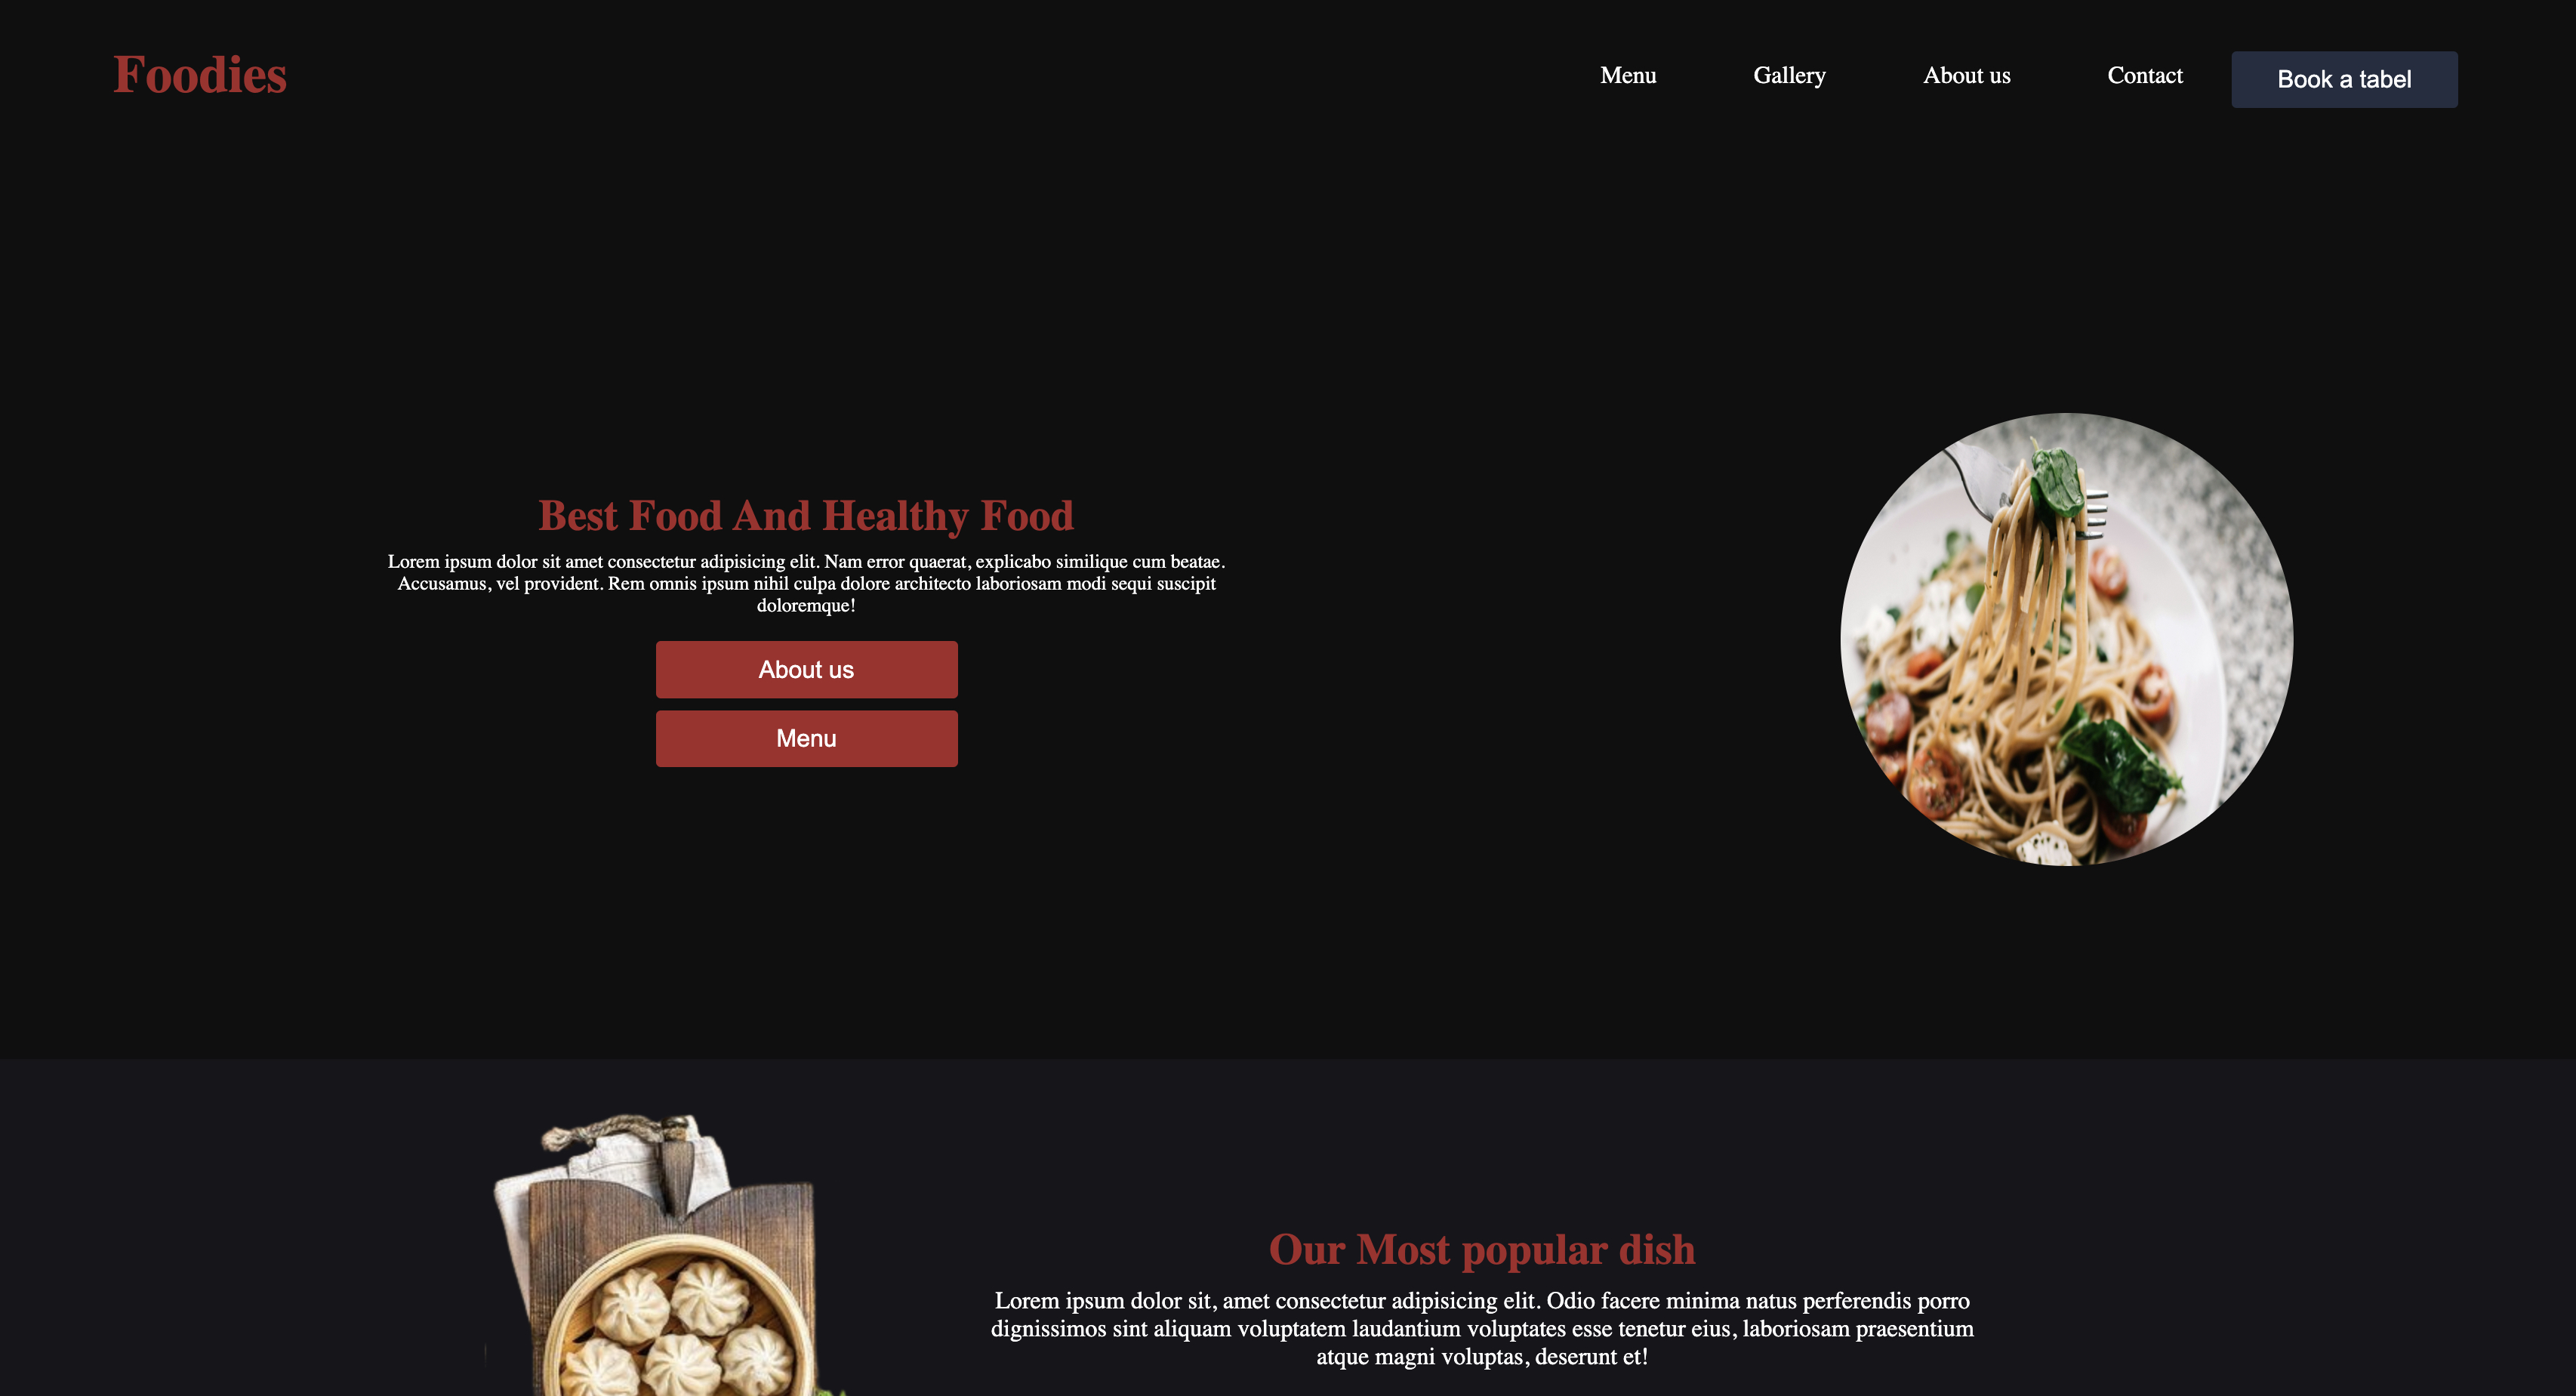 Foodies
Menu
Gallery
About us
Contact
Book a tabel
Best Food And Healthy Food
Lorem ipsum dolor sit amet consectetur adipisicing elit. Nam error quaerat, explicabo similique cum beatae.
Accusamus, vel provident. Rem omnis ipsum nihil culpa dolore architecto laboriosam modi sequi suscipit
doloremque!
About us
Menu
Our Most popular dish
Lorem ipsum dolor sit, amet consectetur adipisicing elit. Odio facere minima natus perferendis porro
dignissimos sint aliquam voluptatem laudantium voluptates esse tenetur eius, laboriosam praesentium
atque magni voluptas, deserunt et!